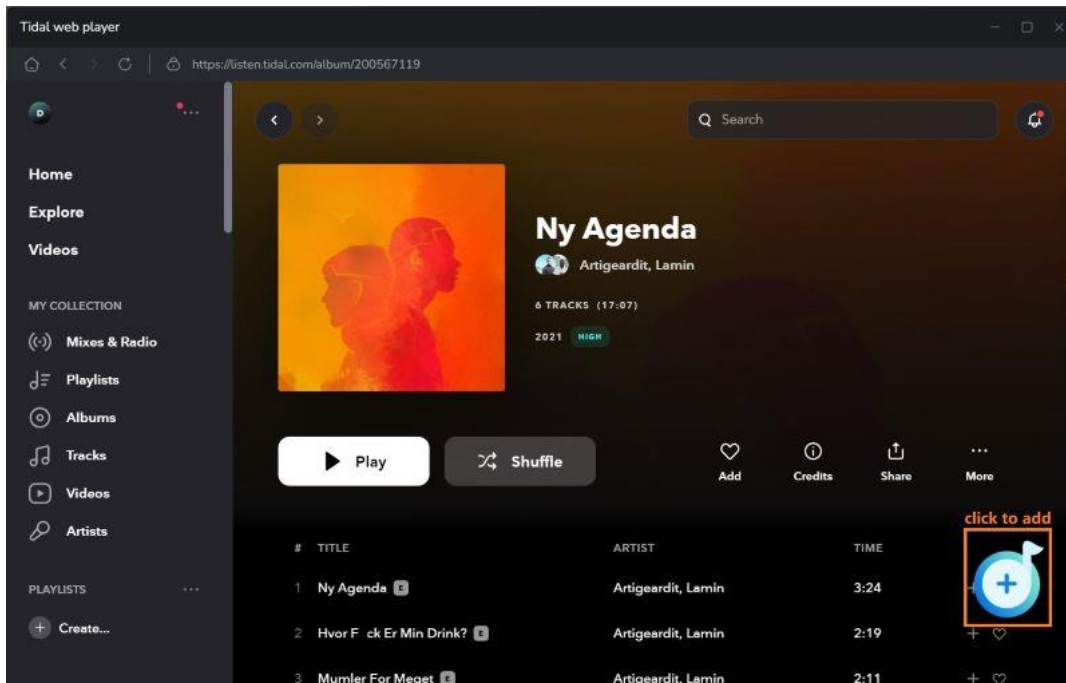 Tidal web player
https://listen.tidal.com/album/200567119
D
Search
Home
Explore
Videos
MY COLLECTION
Mixes & Radio
Playlists
Albums
Tracks
Videos
Artists
PLAYLISTS
Create...
Ny Agenda
Artigeardit, Lamin
6 TRACKS (17:07)
2021 HIGH
Play
Shuffle
Add
Credits
Share
More
click to add
# TITLE ARTIST TIME
1 Ny Agenda E Artigeardit, Lamin 3:24
2 Hvor F ck Er Min Drink? E Artigeardit, Lamin 2:19
3 Mumler For Meget E Artigeardit, Lamin 2:11